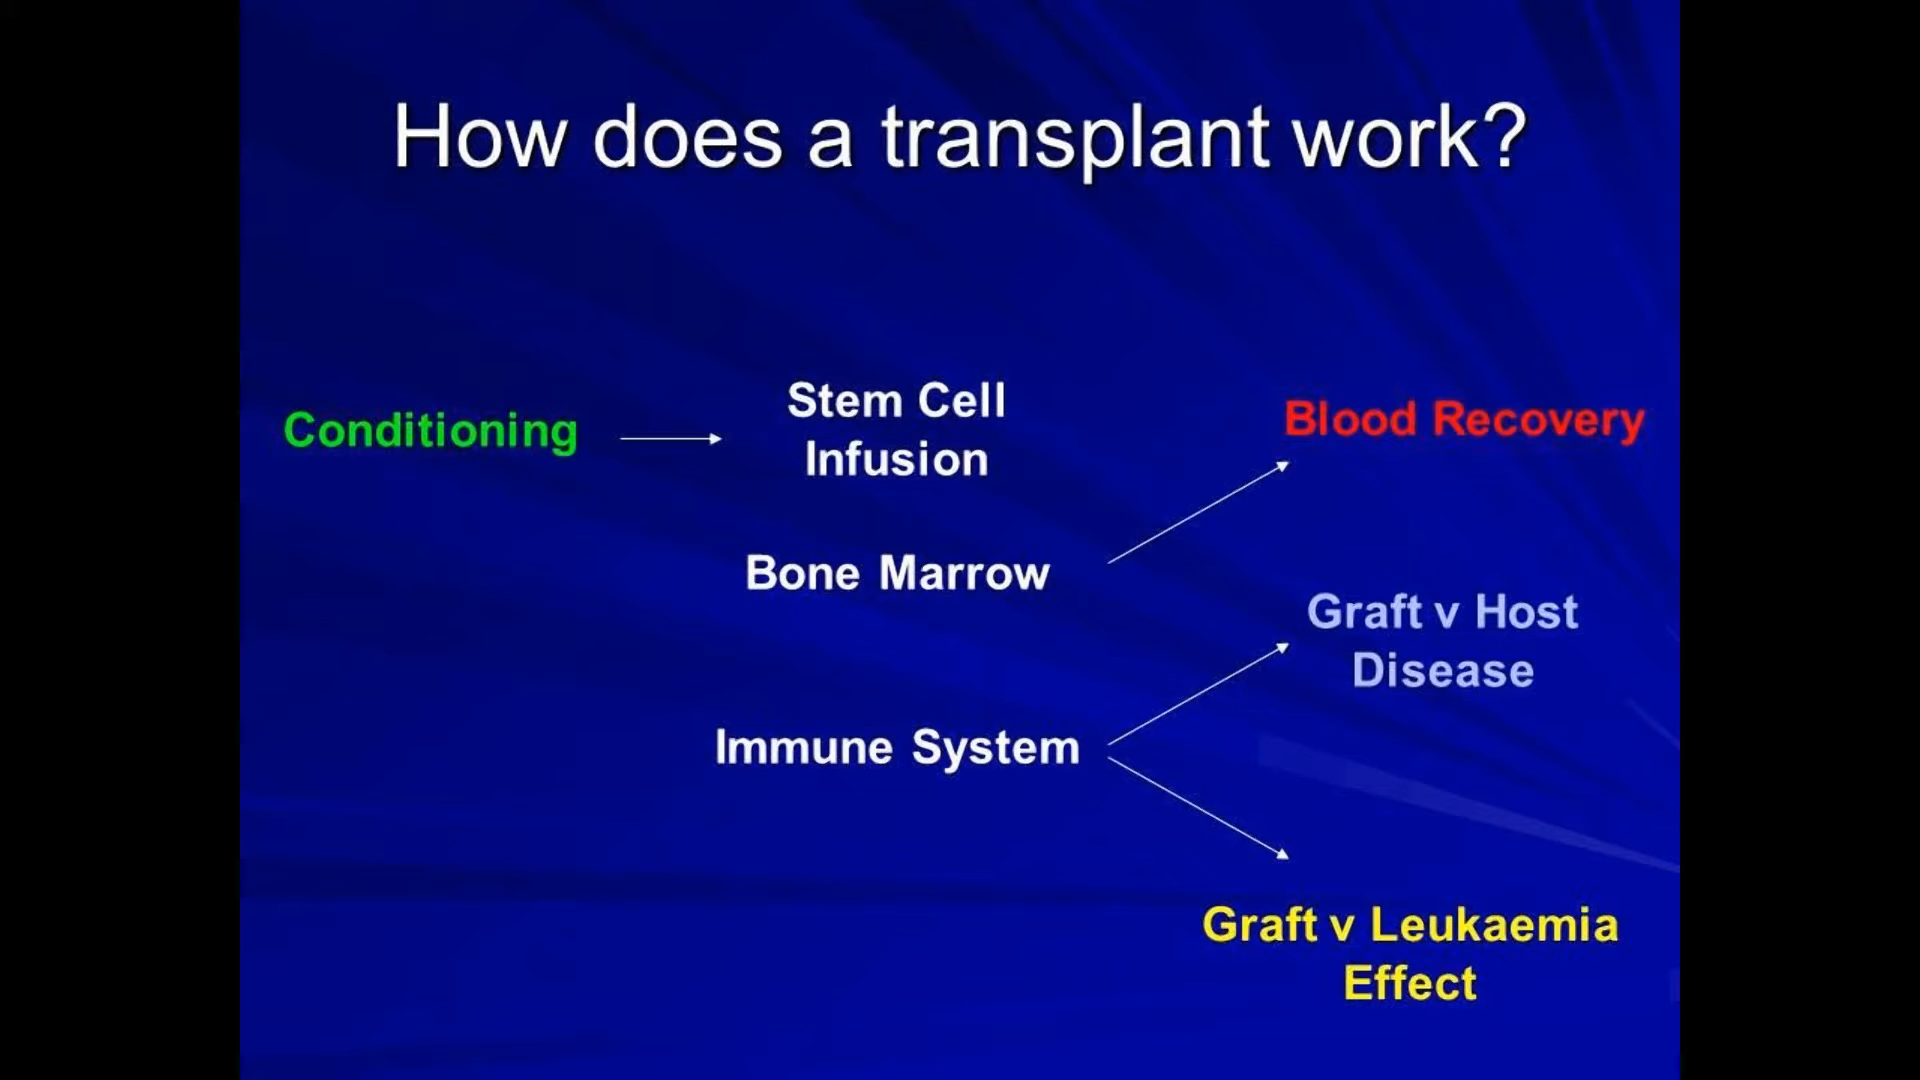 How does a transplant work?
Conditioning
Stem Cell
Infusion
Blood Recovery
Bone Marrow
Graft v Host
Disease
Immune System
Graft v Leukaemia
Effect